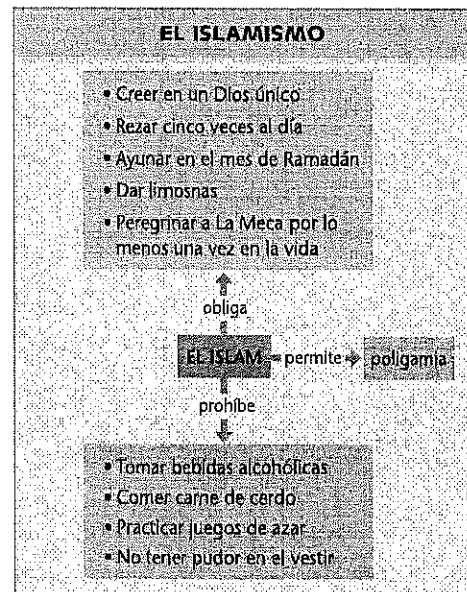 EL ISLAMISMO
• Creer en un Dios único
• Rezar cinco veces al día
• Ayunar en el mes de Ramadán
• Dar limosnas
• Peregrinar a La Meca por lo
menos una vez en la vida
obliga
EL ISLAM permite poligamia
prohíbe
• Tomar bebidas alcohólicas
• Comer carne de cerdo
• Practicar juegos de azar
• No tener pudor en el vestir